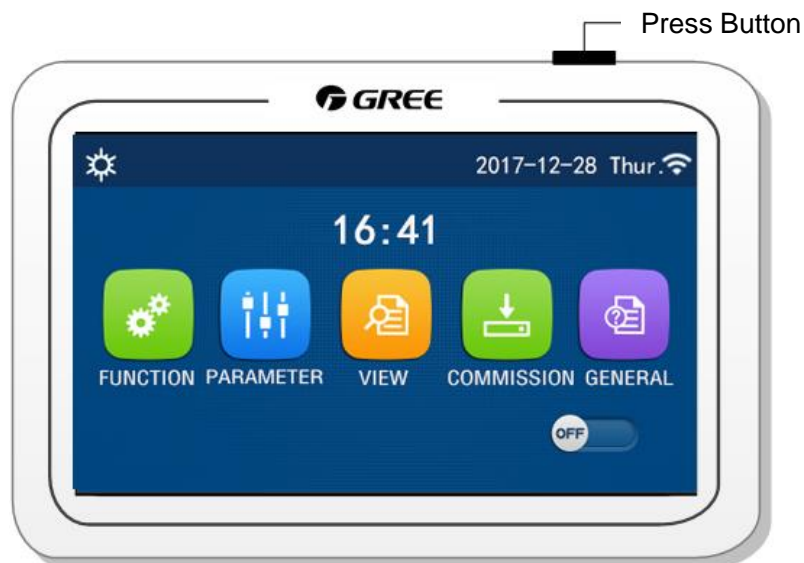 Press Button
GREE
2017-12-28 Thur.
16:41
FUNCTION PARAMETER VIEW COMMISSION GENERAL
OFF